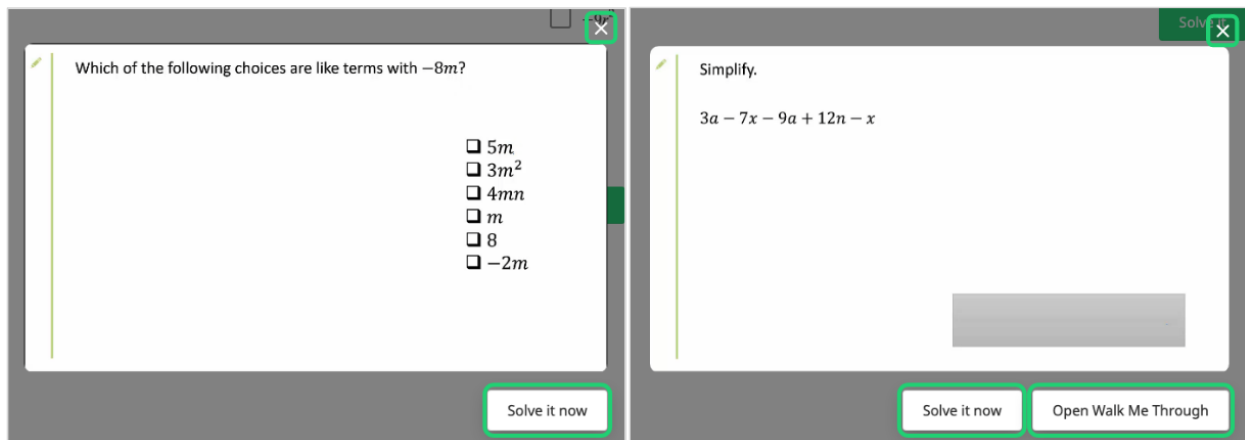 Which of the following choices are like terms with −8m?
☐ 5m
☐ 3m²
☐ 4mn
☐ m
☐ 8
☐ −2m
Solve it now
Simplify.
3a − 7x − 9a + 12n − x
Solve it now
Open Walk Me Through